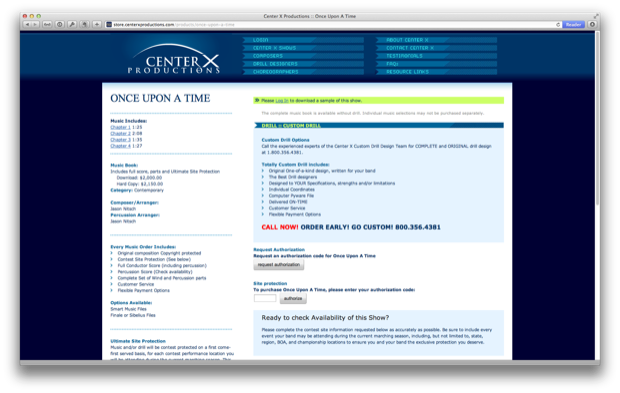 Center X Productions :: Once Upon A Time
store.centerxproductions.com/products/once-upon-a-time
Reader
CENTER X
PRODUCTIONS
LOGIN
CENTER X SHOWS
COMPOSERS
DRILL DESIGNERS
CHOREOGRAPHERS
ABOUT CENTER X
CONTACT CENTER X
TESTIMONIALS
FAQs
RESOURCE LINKS
ONCE UPON A TIME
Music Includes:
Chapter 1 1:25
Chapter 2 2:08
Chapter 3 1:35
Chapter 4 1:27
Music Book:
Includes full score, parts and Ultimate Site Protection
Download: $2,000.00
Hard Copy: $2,150.00
Category: Contemporary
Composer/Arranger:
Jason Nitsch
Percussion Arranger:
Jason Nitsch
Every Music Order Includes:
Original composition Copyright protected
Contest Site Protection (See below)
Full Conductor Score (including percussion)
Percussion Score (Check availability)
Complete Set of Wind and Percussion parts
Customer Service
Flexible Payment Options
Options Available:
Smart Music Files
Finale or Sibelius Files
Ultimate Site Protection
Music and/or drill will be contest protected on a first come-
first served basis, for each contest performance location you
will be attending during the current marching season. This
Please Log In to download a sample of this show.
The complete music book is available without drill. Individual music selections may not be purchased separately.
DRILL :: CUSTOM DRILL
Custom Drill Options
Call the experienced experts of the Center X Custom Drill Design Team for COMPLETE and ORIGINAL drill design
at 1.800.356.4381.
Totally Custom Drill includes:
Original One-of-a-kind design, written for your band
The Best Drill designers
Designed to YOUR Specifications, strengths and/or limitations
Individual Coordinates
Computer Pyware File
Delivered ON-TIME
Customer Service
Flexible Payment Options
CALL NOW! ORDER EARLY! GO CUSTOM! 800.356.4381
Request Authorization
Request an authorization code for Once Upon A Time
request authorization
Site protection
To purchase Once Upon A Time, please enter your authorization code:
authorize
Ready to check Availability of this Show?
Please complete the contest site information requested below as accurately as possible. Be sure to include every
event your band may be attending during the current marching season, including, but not limited to, state,
region, BOA, and championship locations to ensure you and your band the exclusive protection you deserve.